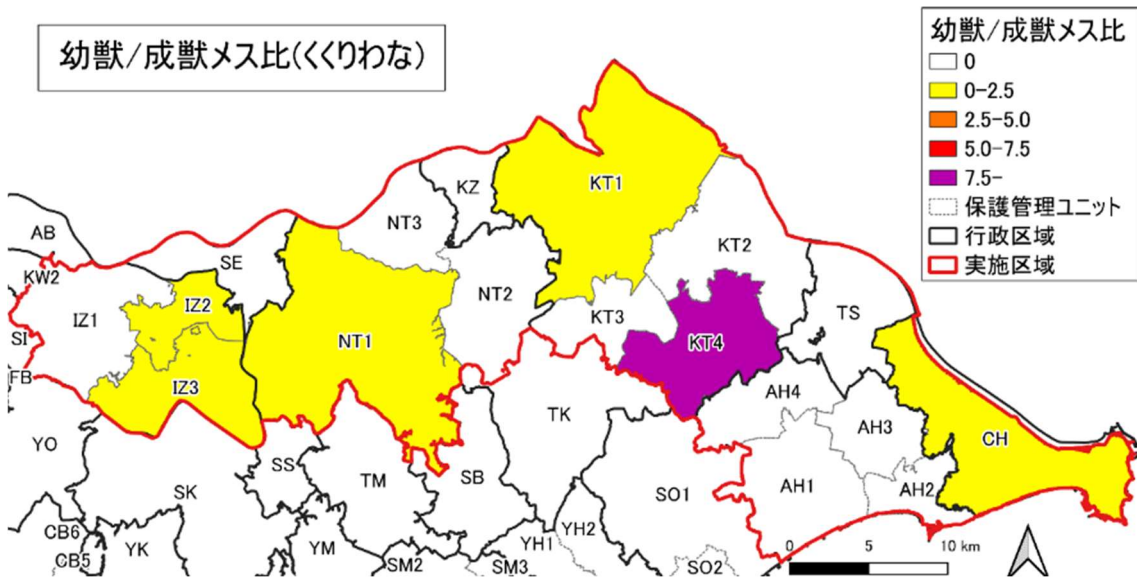 幼獣/成獣メス比(くくりわな)
幼獣/成獣メス比
0
0-2.5
2.5-5.0
5.0-7.5
7.5-
保護管理ユニット
行政区域
実施区域
KT1
KZ
NT3
AB
SE
KT2
KW2
IZ2
NT2
TS
IZ1
KT3
SI
NT1
KT4
FB
IZ3
AH4
TK
AH3
CH
YO
SS
SB
TM
SK
SO1
AH1
AH2
CB6
YH2
CB5
YK
YM
YH1
SM2
SM3
SO2
0 5 10 km